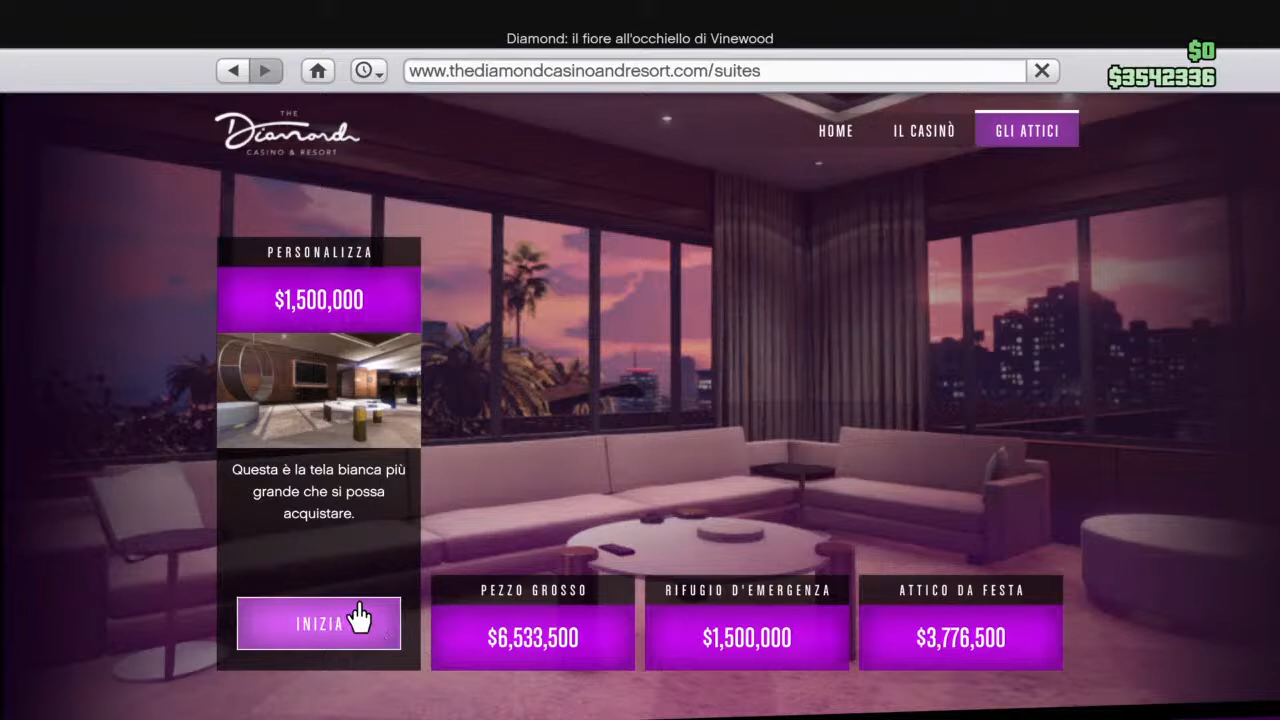 Diamond: il fiore all'occhiello di Vinewood
$0
www.thediamondcasinoandresort.com/suites
$3542336
THE
Diamond
CASINO & RESORT
HOME
IL CASINÒ
GLI ATTICI
PERSONALIZZA
$1,500,000
Questa è la tela bianca più
grande che si possa
acquistare.
INIZIA
PEZZO GROSSO
$6,533,500
RIFUGIO D'EMERGENZA
$1,500,000
ATTICO DA FESTA
$3,776,500